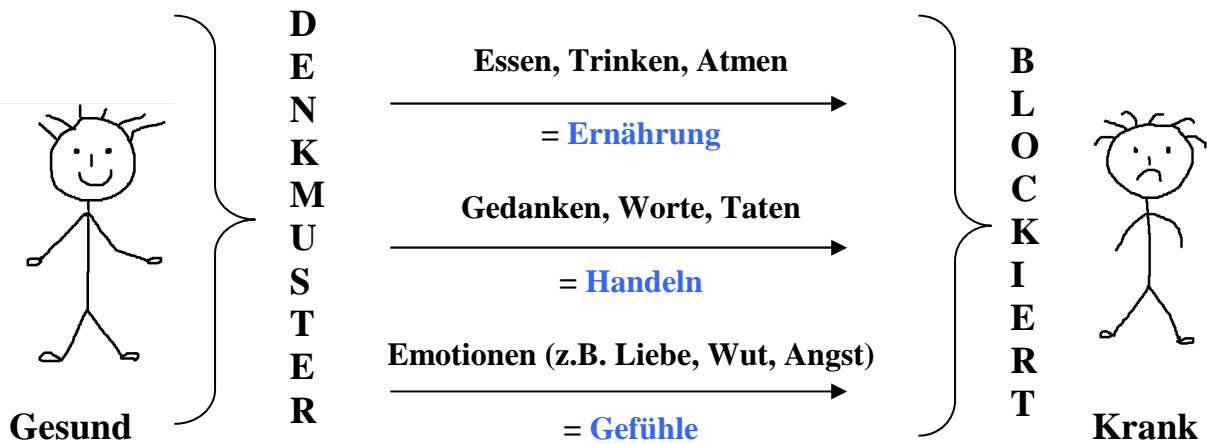 DENKMUSTER
Essen, Trinken, Atmen
= Ernährung
Gedanken, Worte, Taten
= Handeln
Emotionen (z.B. Liebe, Wut, Angst)
= Gefühle
BLOCKIERT
Gesund
Krank